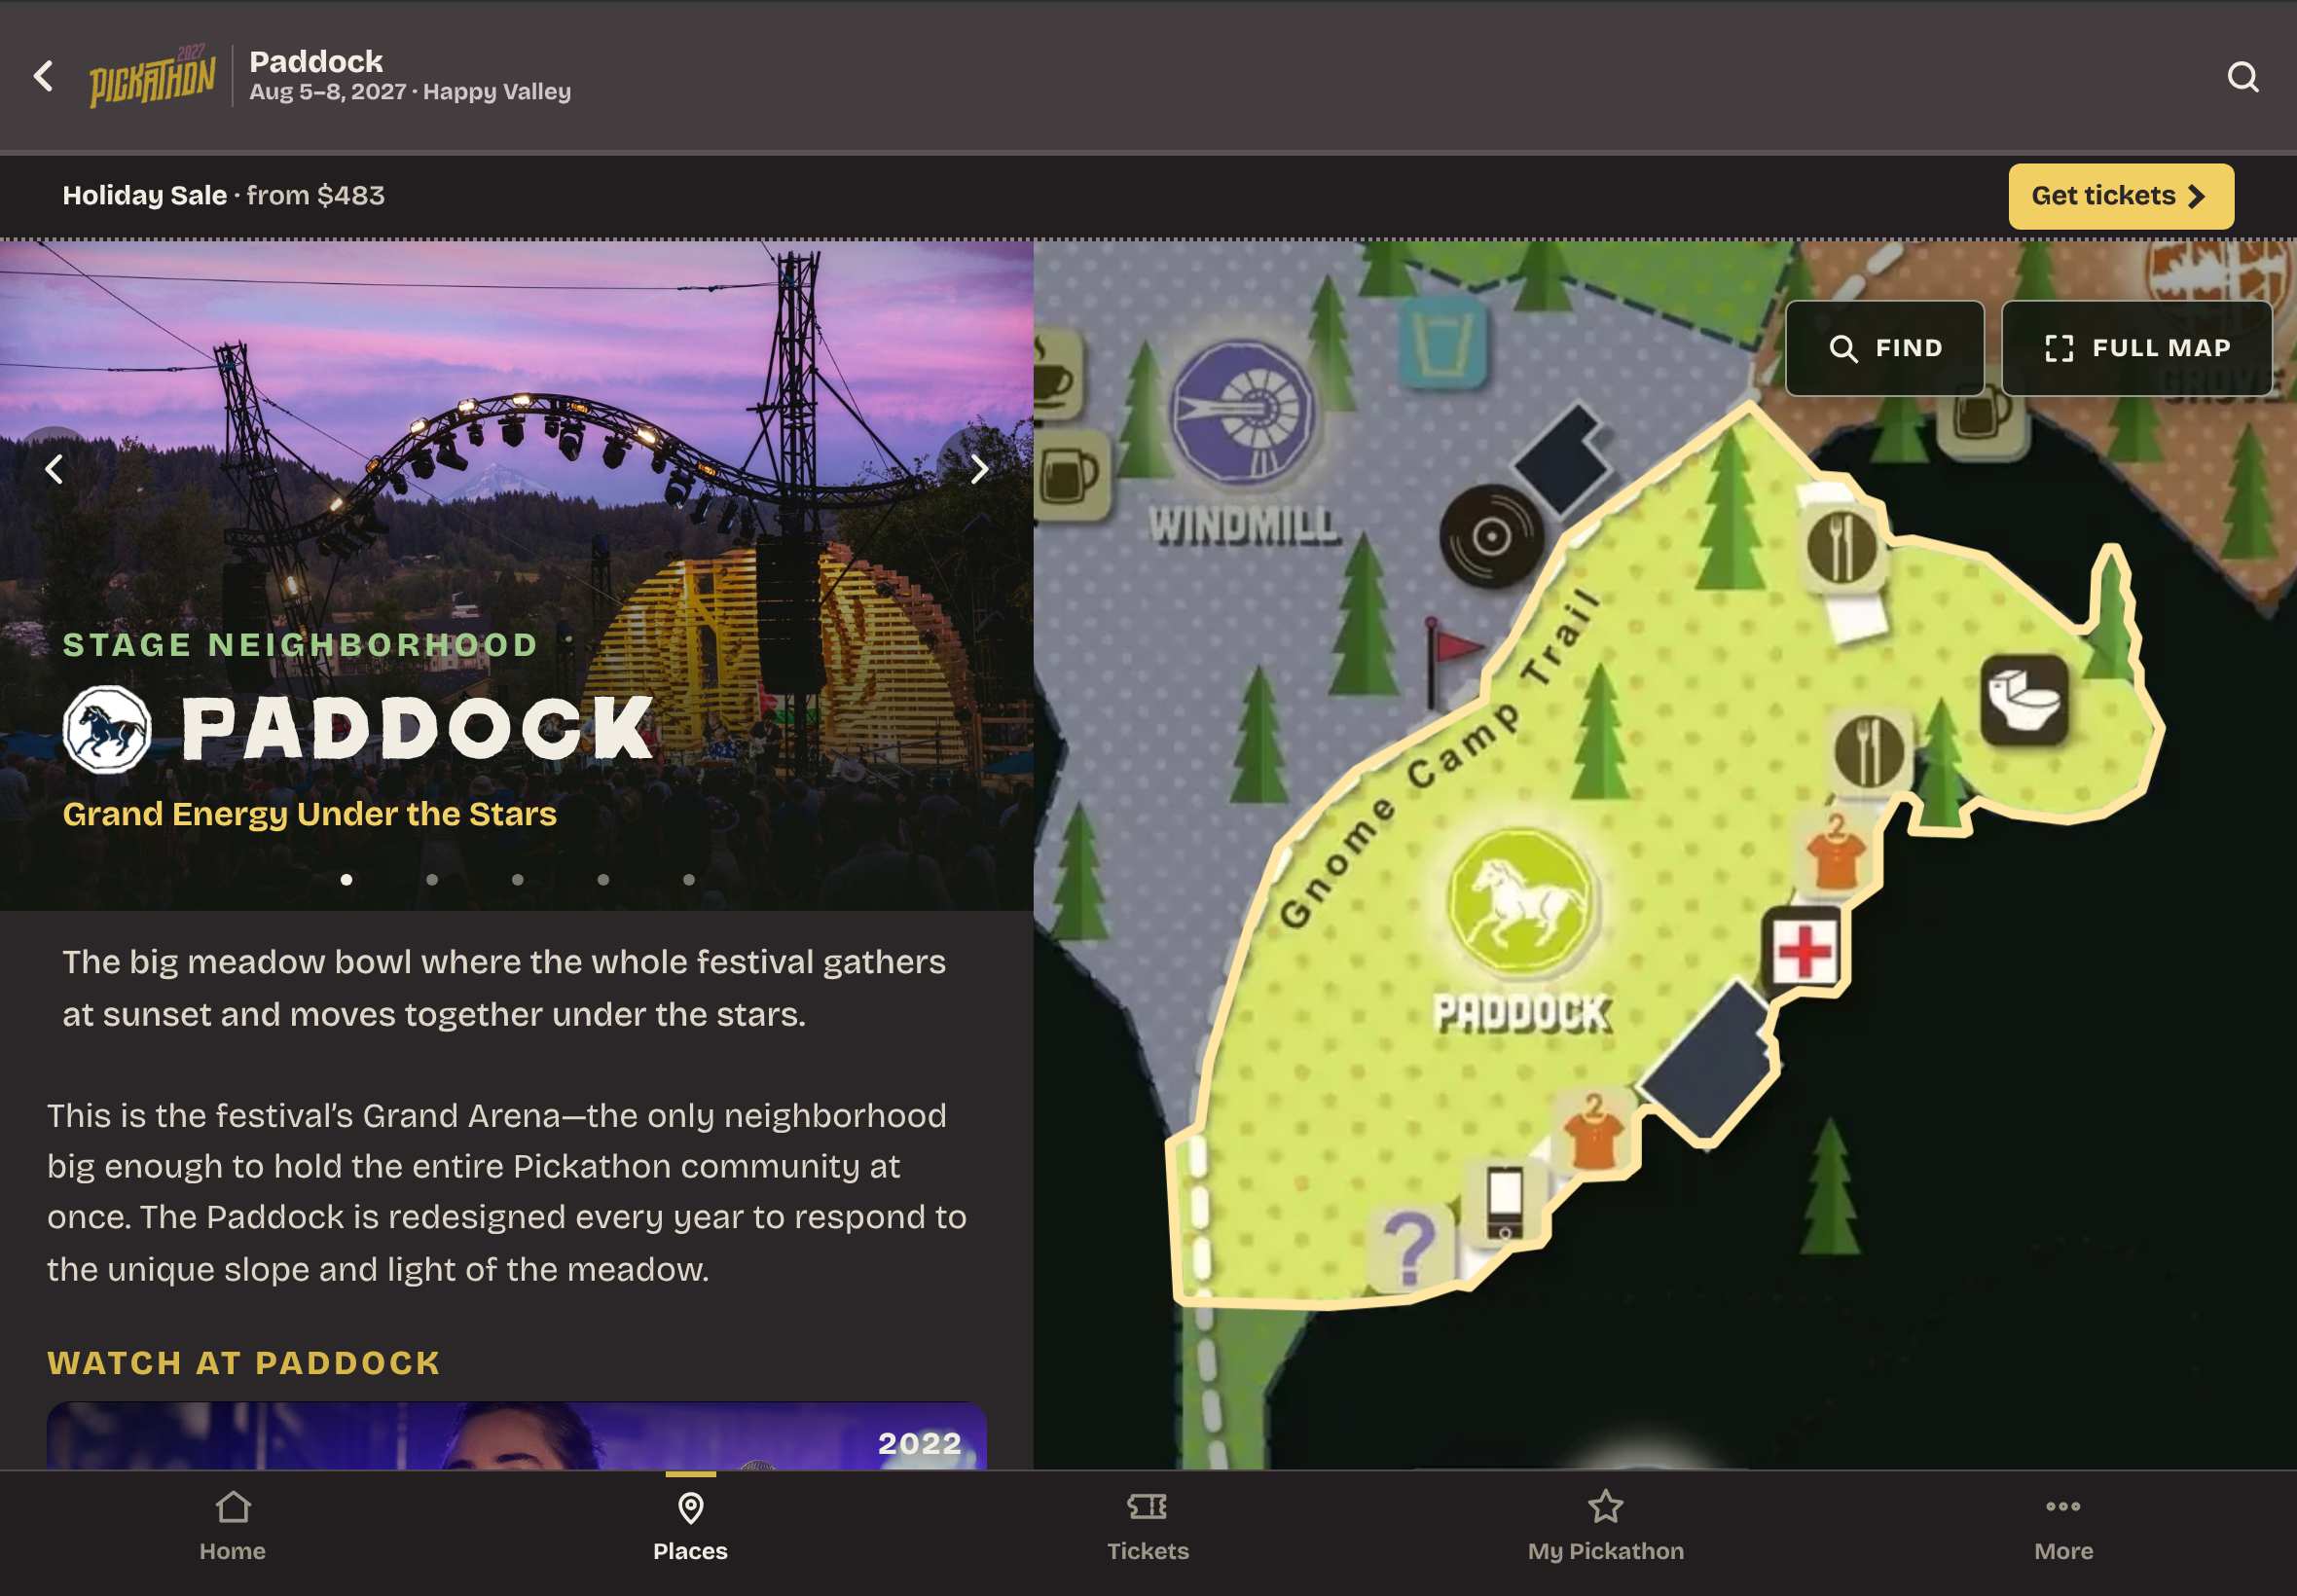 2027
PICKATHON
Paddock
Aug 5–8, 2027 · Happy Valley
Holiday Sale · from $483
Get tickets
STAGE NEIGHBORHOOD
PADDOCK
Grand Energy Under the Stars
The big meadow bowl where the whole festival gathers
at sunset and moves together under the stars.
This is the festival’s Grand Arena—the only neighborhood
big enough to hold the entire Pickathon community at
once. The Paddock is redesigned every year to respond to
the unique slope and light of the meadow.
WATCH AT PADDOCK
2022
FIND
FULL MAP
GROVE
WINDMILL
Gnome Camp Trail
2
PADDOCK
2
?
Home
Places
Tickets
My Pickathon
More